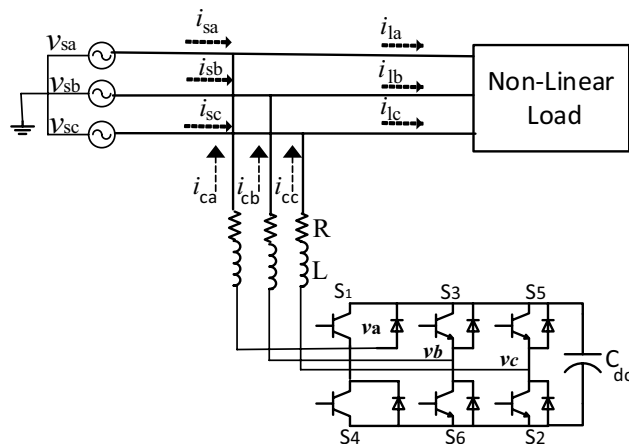 isa
ila
vsa
isb
ilb
vsb
isc
ilc
vsc
Non-Linear
Load
ica
icb
icc
R
L
S1
S3
S5
va
vb
vc
Cdc
S4
S6
S2